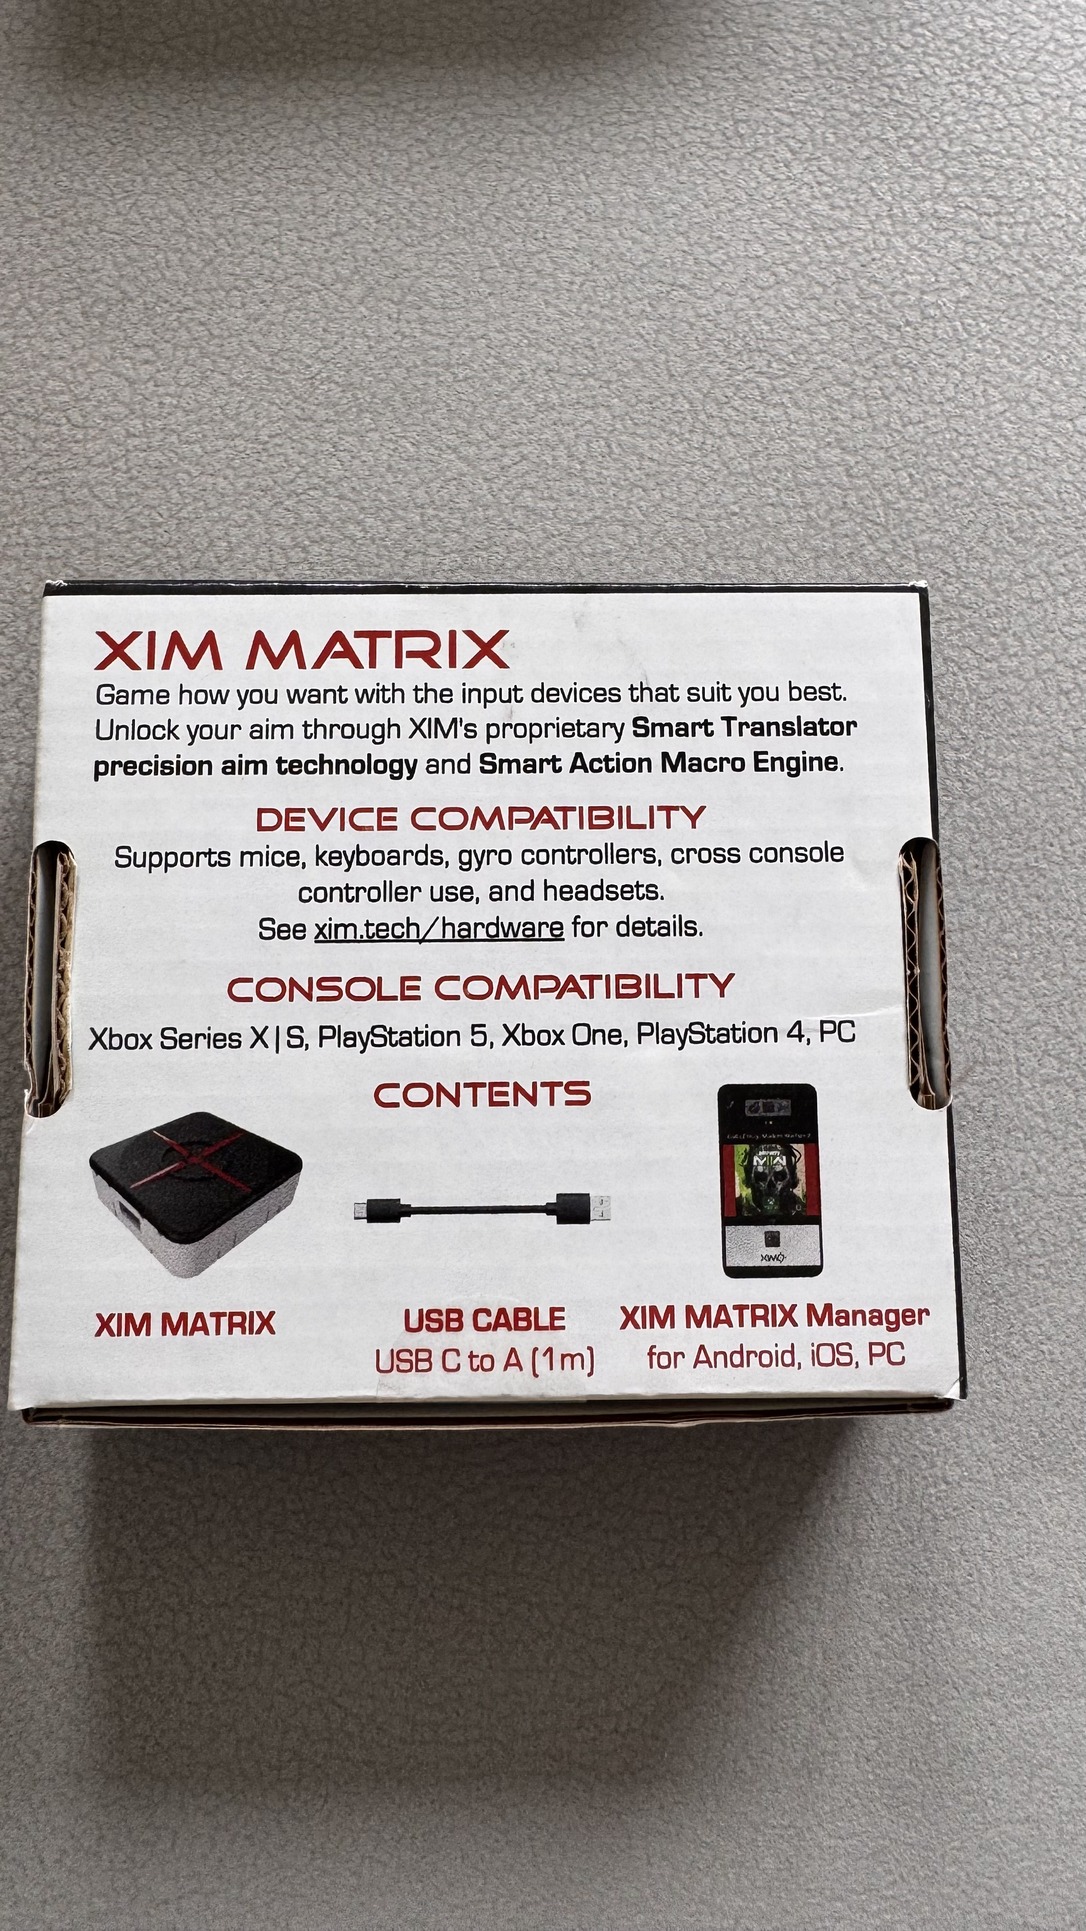 XIM MATRIX
Game how you want with the input devices that suit you best.
Unlock your aim through XIM's proprietary Smart Translator
precision aim technology and Smart Action Macro Engine.
DEVICE COMPATIBILITY
Supports mice, keyboards, gyro controllers, cross console
controller use, and headsets.
See xim.tech/hardware for details.
CONSOLE COMPATIBILITY
Xbox Series X|S, PlayStation 5, Xbox One, PlayStation 4, PC
CONTENTS
XIM MATRIX
USB CABLE
USB C to A (1m)
XIM MATRIX Manager
for Android, iOS, PC